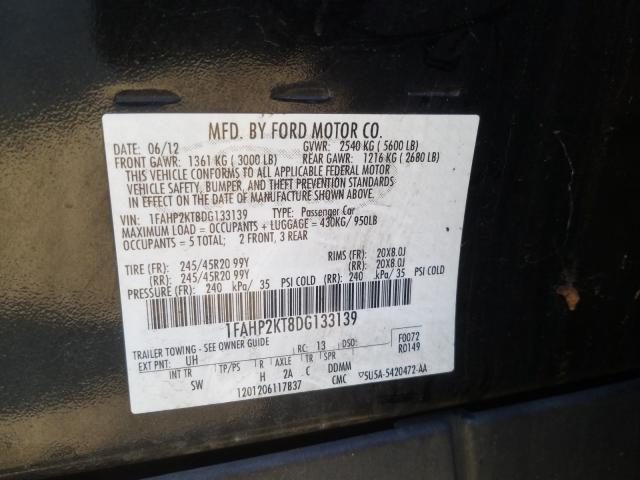 MFD. BY FORD MOTOR CO.
DATE: 06/12 GVWR: 2540 KG ( 5600 LB)
FRONT GAWR: 1361 KG ( 3000 LB) REAR GAWR: 1216 KG ( 2680 LB)
THIS VEHICLE CONFORMS TO ALL APPLICABLE FEDERAL MOTOR
VEHICLE SAFETY, BUMPER, AND THEFT PREVENTION STANDARDS
IN EFFECT ON THE DATE OF MANUFACTURE SHOWN ABOVE.
VIN: 1FAHP2KT8DG133139 TYPE: Passenger Car
MAXIMUM LOAD = OCCUPANTS + LUGGAGE = 430KG/ 950LB
OCCUPANTS = 5 TOTAL; 2 FRONT, 3 REAR
TIRE (FR): 245/45R20 99Y RIMS (FR): 20X8.0J
(RR): 245/45R20 99Y (RR): 20X8.0J
PRESSURE (FR): 240 kPa/ 35 PSI COLD (RR): 240 kPa/ 35 PSI COLD
1FAHP2KT8DG133139
TRAILER TOWING - SEE OWNER GUIDE F0072
EXT PNT: UH RC: 13 DSO: R0149
INT TR TP/PS R AXLE TR SPR
SW H 2A C DDMM
1201206117B37 CMC ▽5U5A-5420472-AA